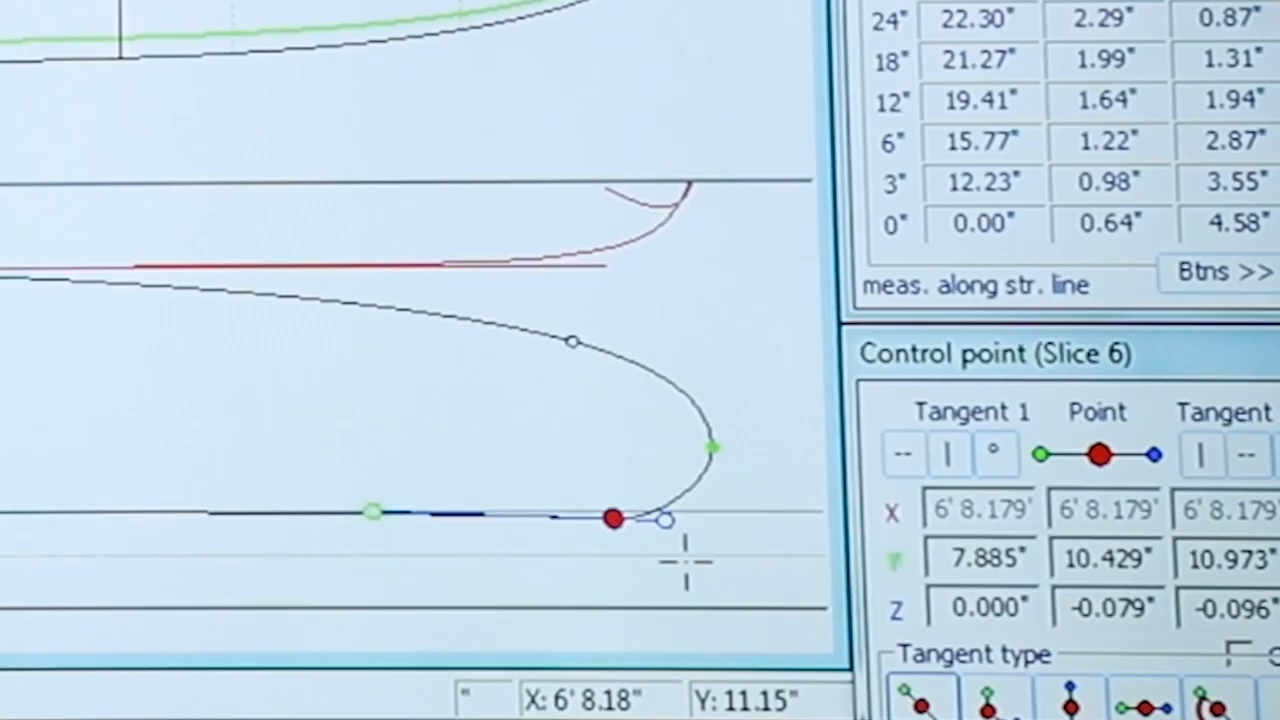 24" 22.30" 2.29" 0.87"
18" 21.27" 1.99" 1.31"
12" 19.41" 1.64" 1.94"
6" 15.77" 1.22" 2.87"
3" 12.23" 0.98" 3.55"
0" 0.00" 0.64" 4.58"
meas. along str. line
Btns >>
Control point (Slice 6)
Tangent 1 Point Tangent
X 6' 8.179' 6' 8.179' 6' 8.179'
Y 7.885" 10.429" 10.973"
Z 0.000" -0.079" -0.096"
Tangent type
" X: 6' 8.18" Y: 11.15"